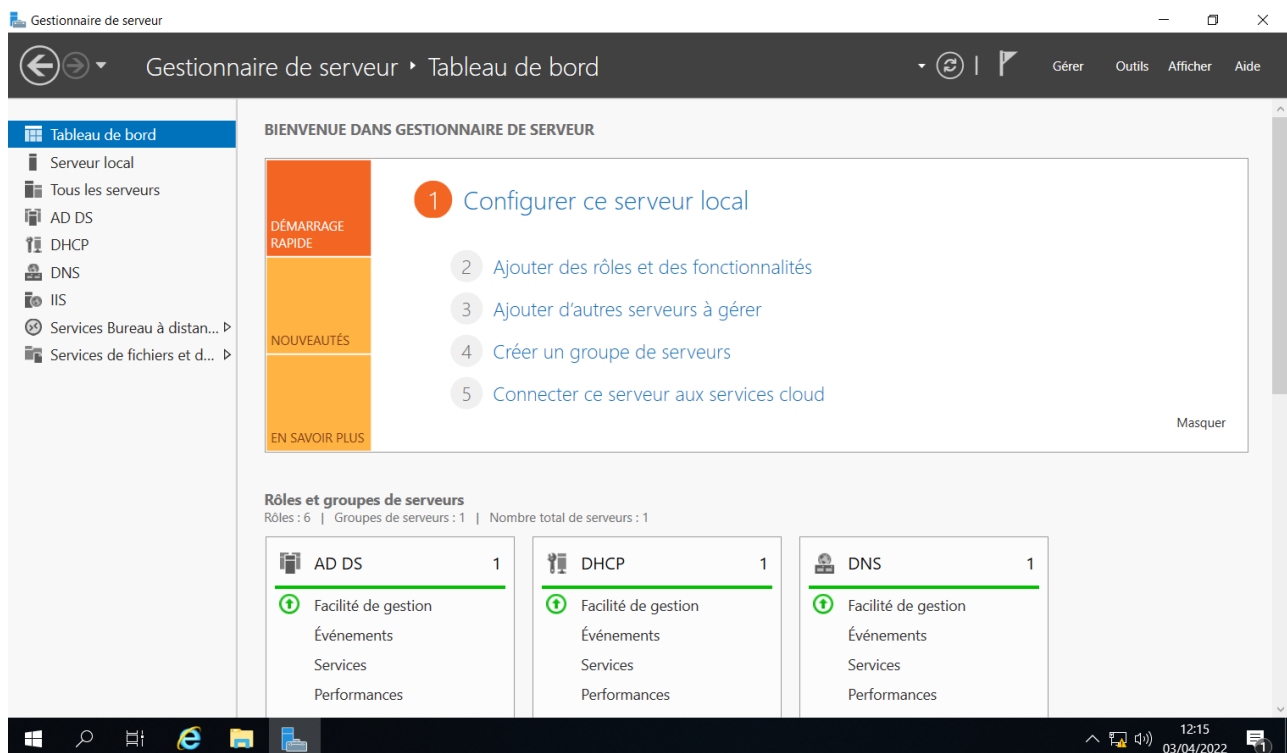 Gestionnaire de serveur
Gestionnaire de serveur ‣ Tableau de bord
Gérer Outils Afficher Aide
Tableau de bord
Serveur local
Tous les serveurs
AD DS
DHCP
DNS
IIS
Services Bureau à distan...
Services de fichiers et d...
BIENVENUE DANS GESTIONNAIRE DE SERVEUR
DÉMARRAGE
RAPIDE
NOUVEAUTÉS
EN SAVOIR PLUS
1 Configurer ce serveur local
2 Ajouter des rôles et des fonctionnalités
3 Ajouter d’autres serveurs à gérer
4 Créer un groupe de serveurs
5 Connecter ce serveur aux services cloud
Masquer
Rôles et groupes de serveurs
Rôles : 6 | Groupes de serveurs : 1 | Nombre total de serveurs : 1
AD DS 1
Facilité de gestion
Événements
Services
Performances
DHCP 1
Facilité de gestion
Événements
Services
Performances
DNS 1
Facilité de gestion
Événements
Services
Performances
12:15
03/04/2022
1